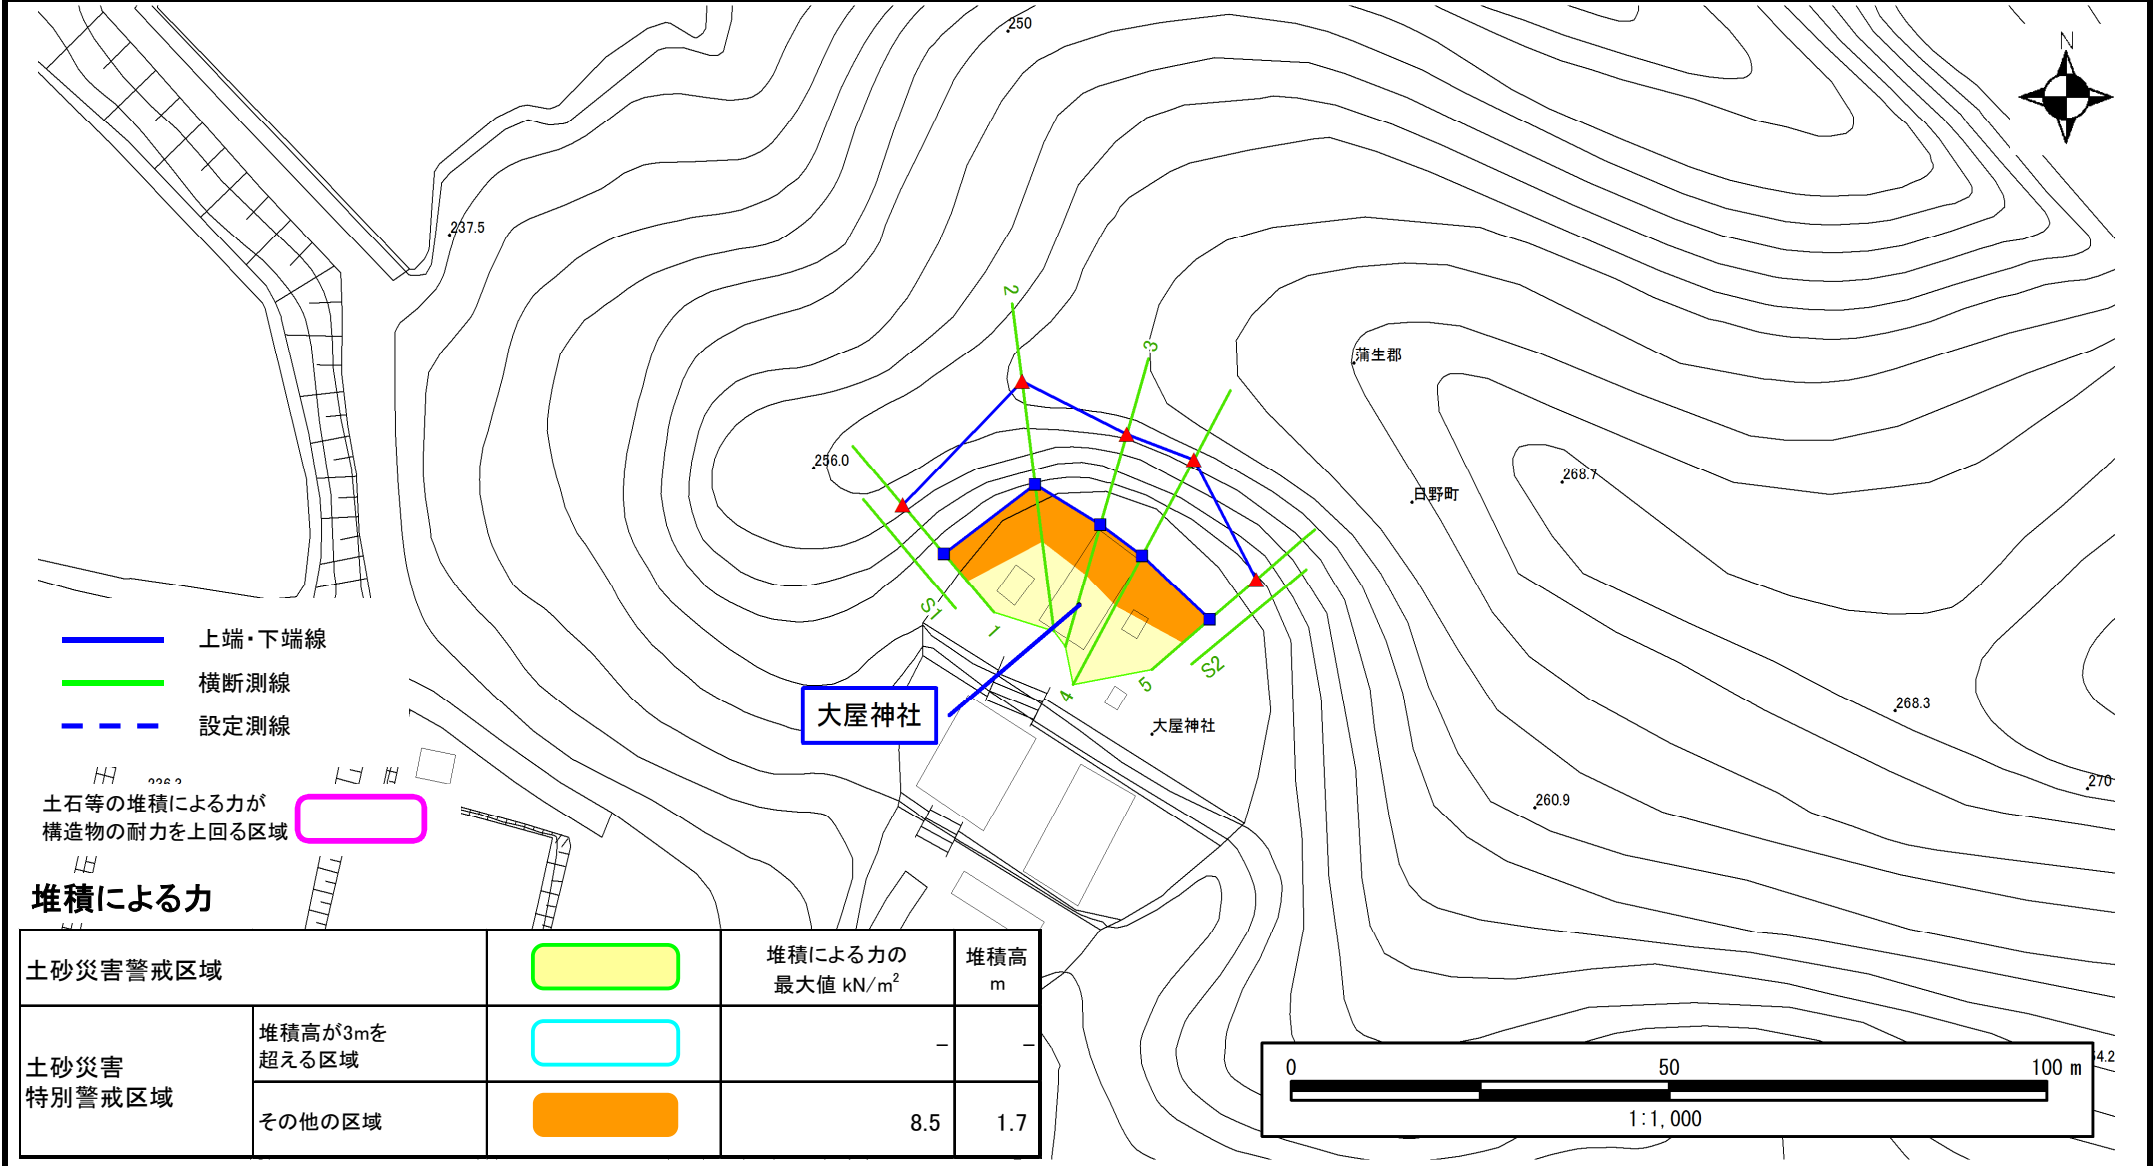 250
N
237.5
2
3
蒲生郡
256.0
268.7
日野町
S1
1
上端・下端線
横断測線
設定測線
S2
4
5
大屋神社
大屋神社
268.3
270
260.9
土石等の堆積による力が
構造物の耐力を上回る区域
堆積による力
土砂災害警戒区域
堆積による力の
最大値 kN/m²
堆積高
m
土砂災害
特別警戒区域
堆積高が3mを
超える区域
-
-
その他の区域
8.5
1.7
0 50 100 m
1:1,000